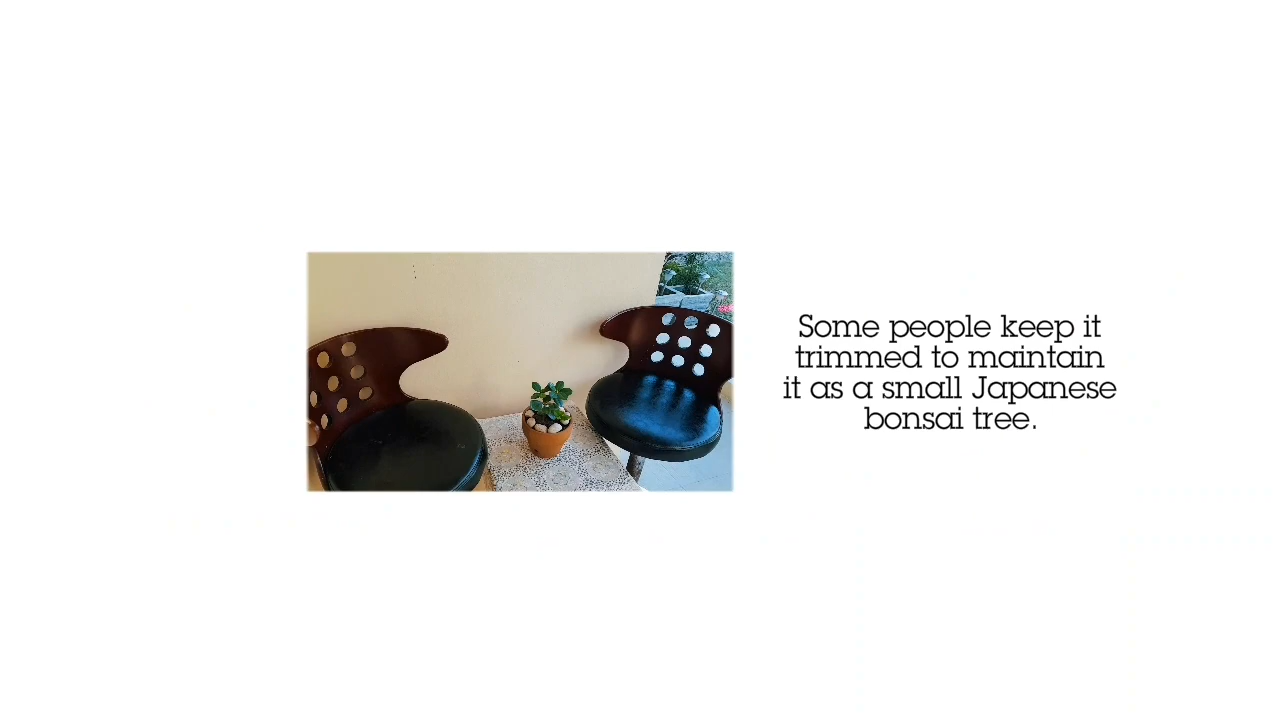 Some people keep it
trimmed to maintain
it as a small Japanese
bonsai tree.